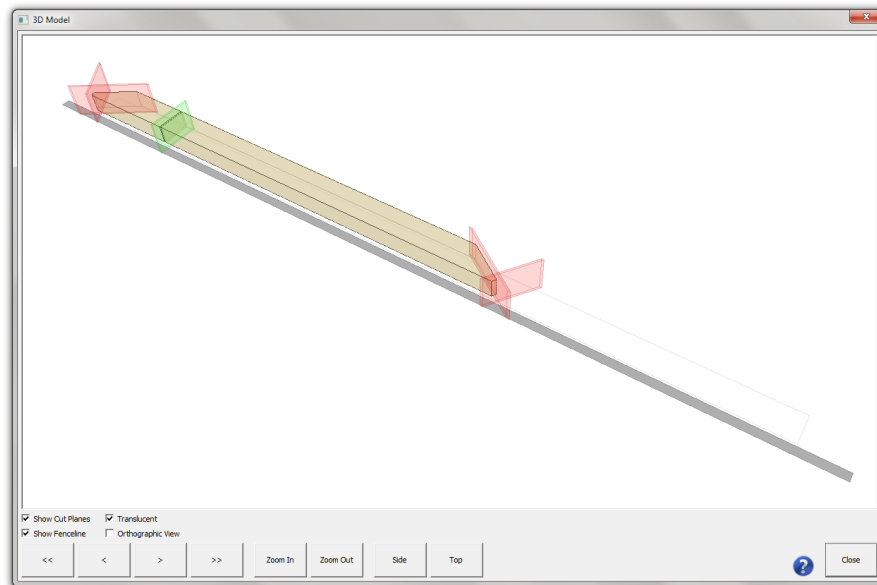 3D Model
X
Show Cut Planes
Translucent
Show Fenceline
Orthographic View
<<
<
>
>>
Zoom In
Zoom Out
Side
Top
?
Close